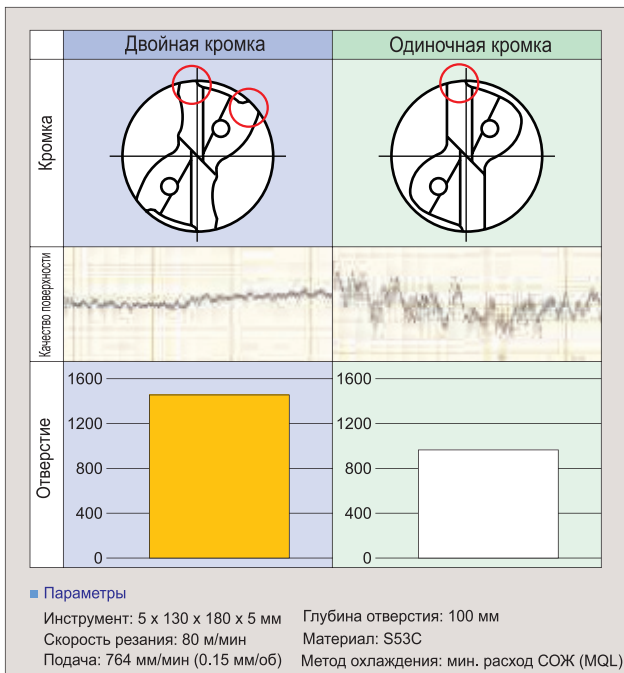 Двойная кромка
Одиночная кромка
Кромка
Качество поверхности
Отверстие
1600
1200
800
400
0
1600
1200
800
400
0
Параметры
Инструмент: 5 x 130 x 180 x 5 мм
Скорость резания: 80 м/мин
Подача: 764 мм/мин (0.15 мм/об)
Глубина отверстия: 100 мм
Материал: S53C
Метод охлаждения: мин. расход СОЖ (MQL)